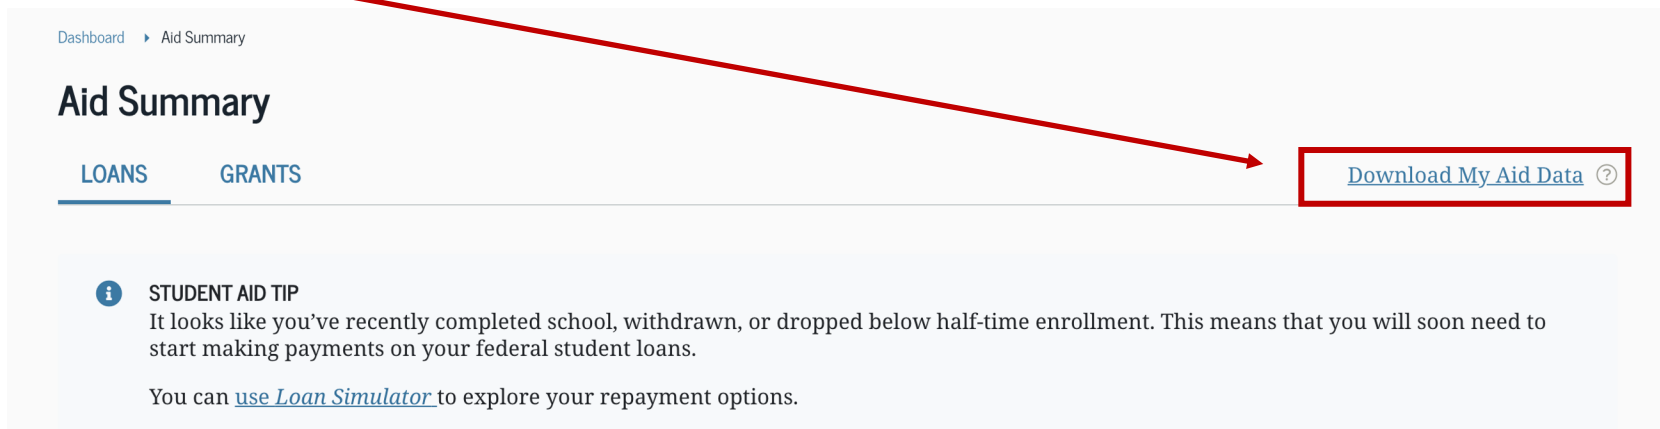 Dashboard Aid Summary
Aid Summary
LOANS GRANTS Download My Aid Data ?
STUDENT AID TIP
It looks like you’ve recently completed school, withdrawn, or dropped below half-time enrollment. This means that you will soon need to
start making payments on your federal student loans.
You can use Loan Simulator to explore your repayment options.